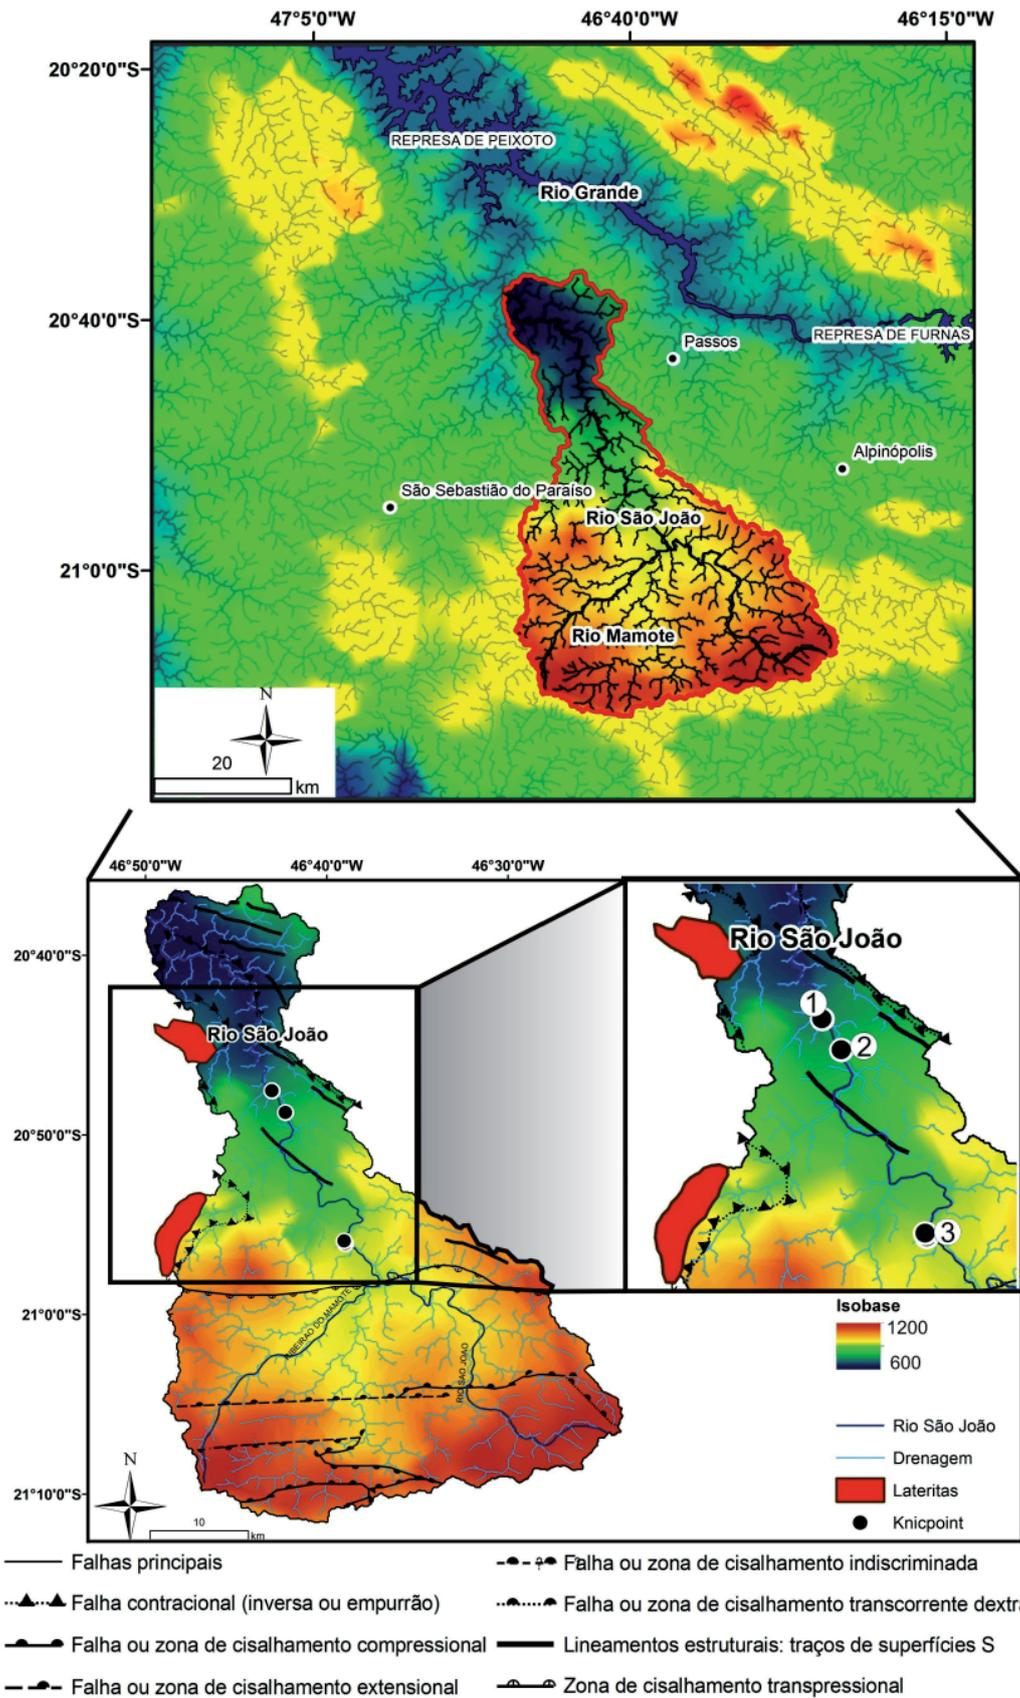 47°5'0"W
46°40'0"W
46°15'0"W
20°20'0"S
REPRESA DE PEIXOTO
Rio Grande
20°40'0"S
REPRESA DE FURNAS
Passos
Alpinópolis
São Sebastião do Paraíso
Rio São João
21°0'0"S
Rio Mamote
N
20
km
46°50'0"W
46°40'0"W
46°30'0"W
20°40'0"S
Rio São João
Rio São João
1
2
20°50'0"S
3
21°0'0"S
RIBEIRÃO DO MAMOTE
RIO SÃO JOÃO
Isobase
1200
600
Rio São João
Drenagem
N
21°10'0"S
Lateritas
10
km
Knicpoint
Falhas principais
Falha ou zona de cisalhamento indiscriminada
Falha contracional (inversa ou empurrão)
Falha ou zona de cisalhamento transcorrente dextra
Falha ou zona de cisalhamento compressional
Lineamentos estruturais: traços de superfícies S
Falha ou zona de cisalhamento extensional
Zona de cisalhamento transpressional